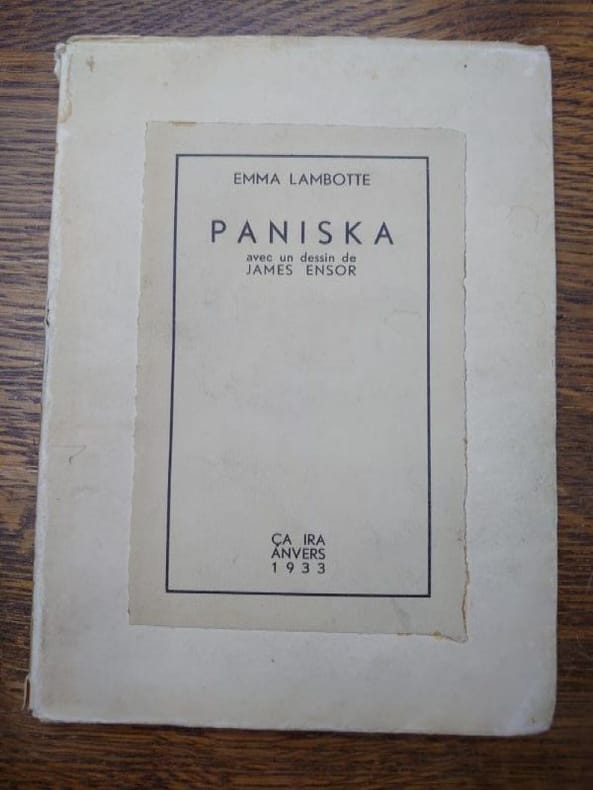 EMMA LAMBOTTE
PANISKA
avec un dessin de
JAMES ENSOR
ÇA IRA
ANVERS
1933